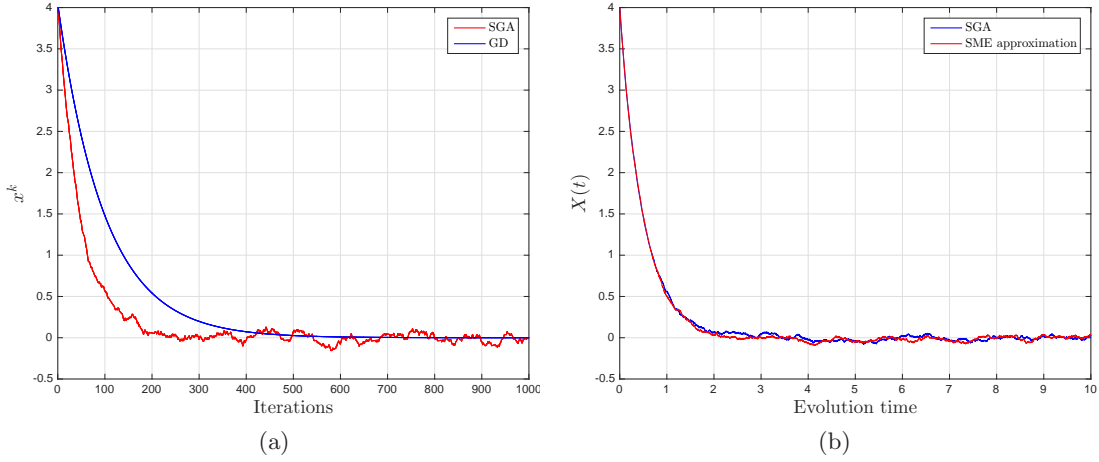 4
3.5
3
2.5
2
1.5
1
0.5
0
-0.5
x^k
SGA
GD
0 100 200 300 400 500 600 700 800 900 1000
Iterations
(a)
4
3.5
3
2.5
2
1.5
1
0.5
0
-0.5
X(t)
SGA
SME approximation
0 1 2 3 4 5 6 7 8 9 10
Evolution time
(b)